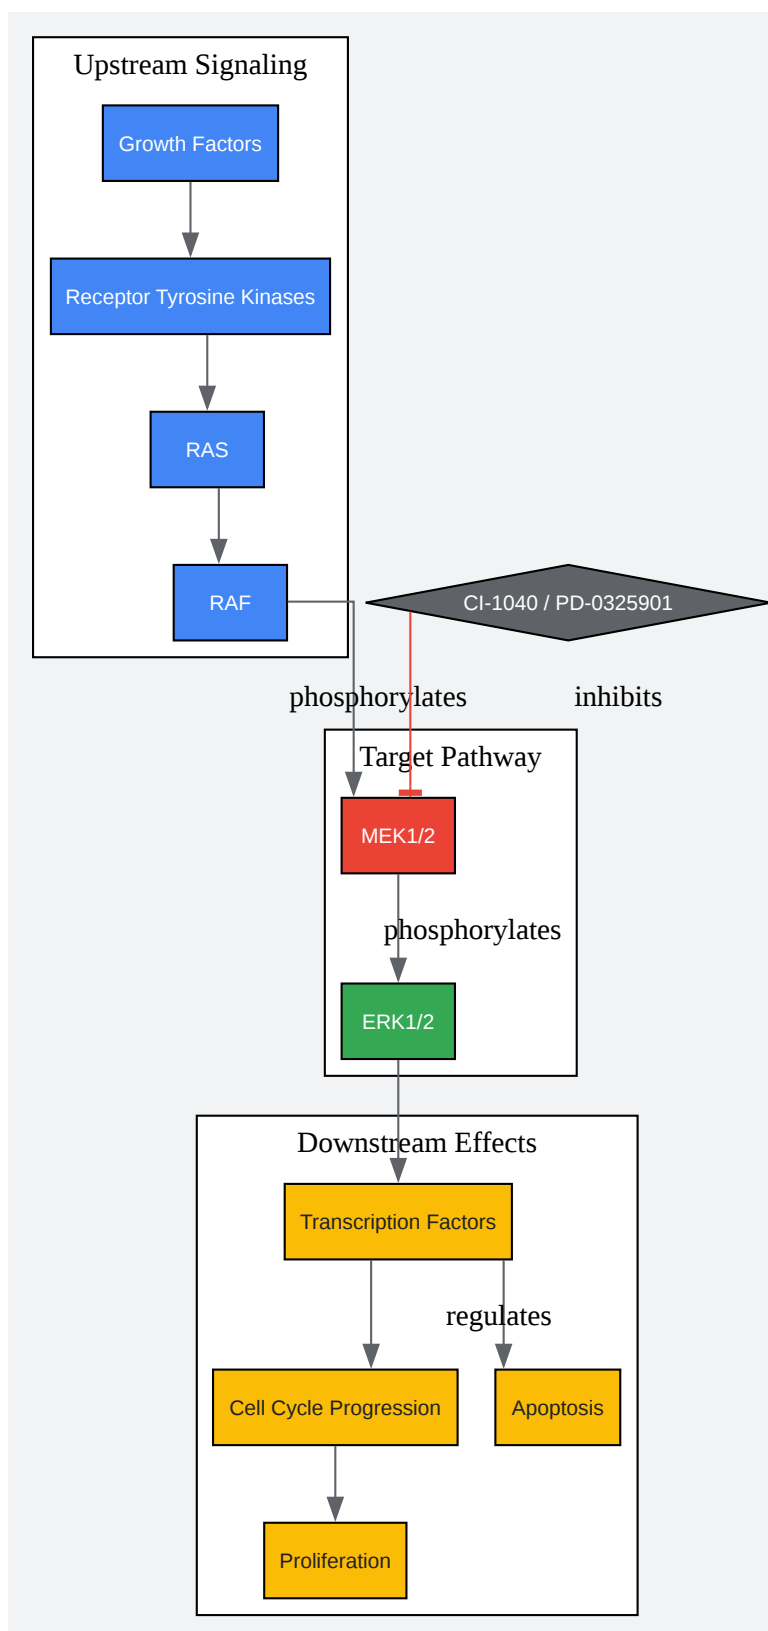 Upstream Signaling
Growth Factors
Receptor Tyrosine Kinases
RAS
RAF
CI-1040 / PD-0325901
phosphorylates
inhibits
Target Pathway
MEK1/2
phosphorylates
ERK1/2
Downstream Effects
Transcription Factors
regulates
Cell Cycle Progression
Apoptosis
Proliferation